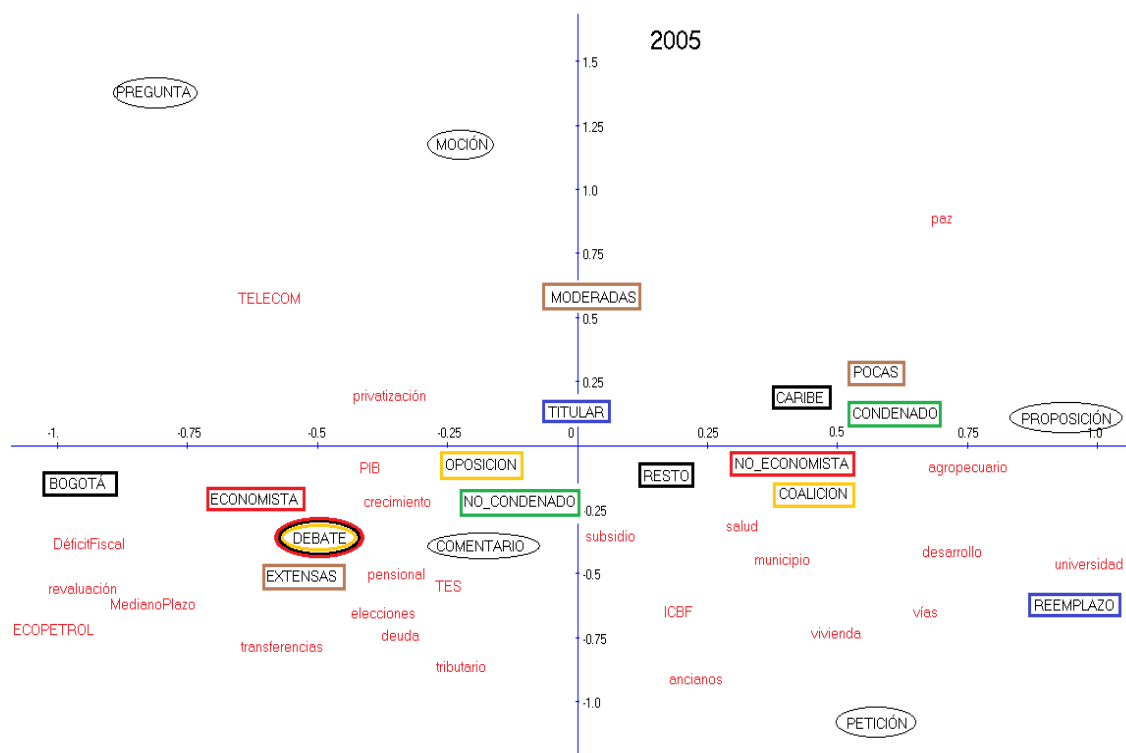 2005
1.5
PREGUNTA
1.25
MOCIÓN
1.0
paz
0.75
TELECOM
MODERADAS
0.5
POCAS
0.25
privatización
CARIBE
TITULAR
CONDENADO
PROPOSICIÓN
-1. -0.75 -0.5 -0.25 0 0.25 0.5 0.75 1.0
PIB
OPOSICION
RESTO
NO_ECONOMISTA
agropecuario
BOGOTÁ
ECONOMISTA
crecimiento
NO_CONDENADO
COALICION
-0.25
DEBATE
subsidio
salud
DéficitFiscal
COMENTARIO
municipio
desarrollo
universidad
EXTENSAS
pensional
-0.5
revaluación
TES
MedianoPlazo
elecciones
ICBF
vías
REEMPLAZO
ECOPETROL
deuda
-0.75
vivienda
transferencias
tributario
ancianos
-1.0
PETICIÓN